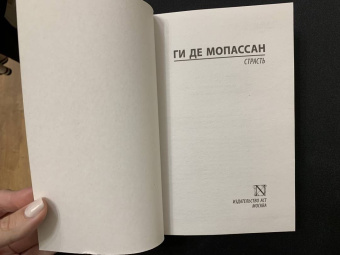 ГИ ДЕ МОПАССАН
СТРАСТЬ
N
ИЗДАТЕЛЬСТВО АСТ
МОСКВА